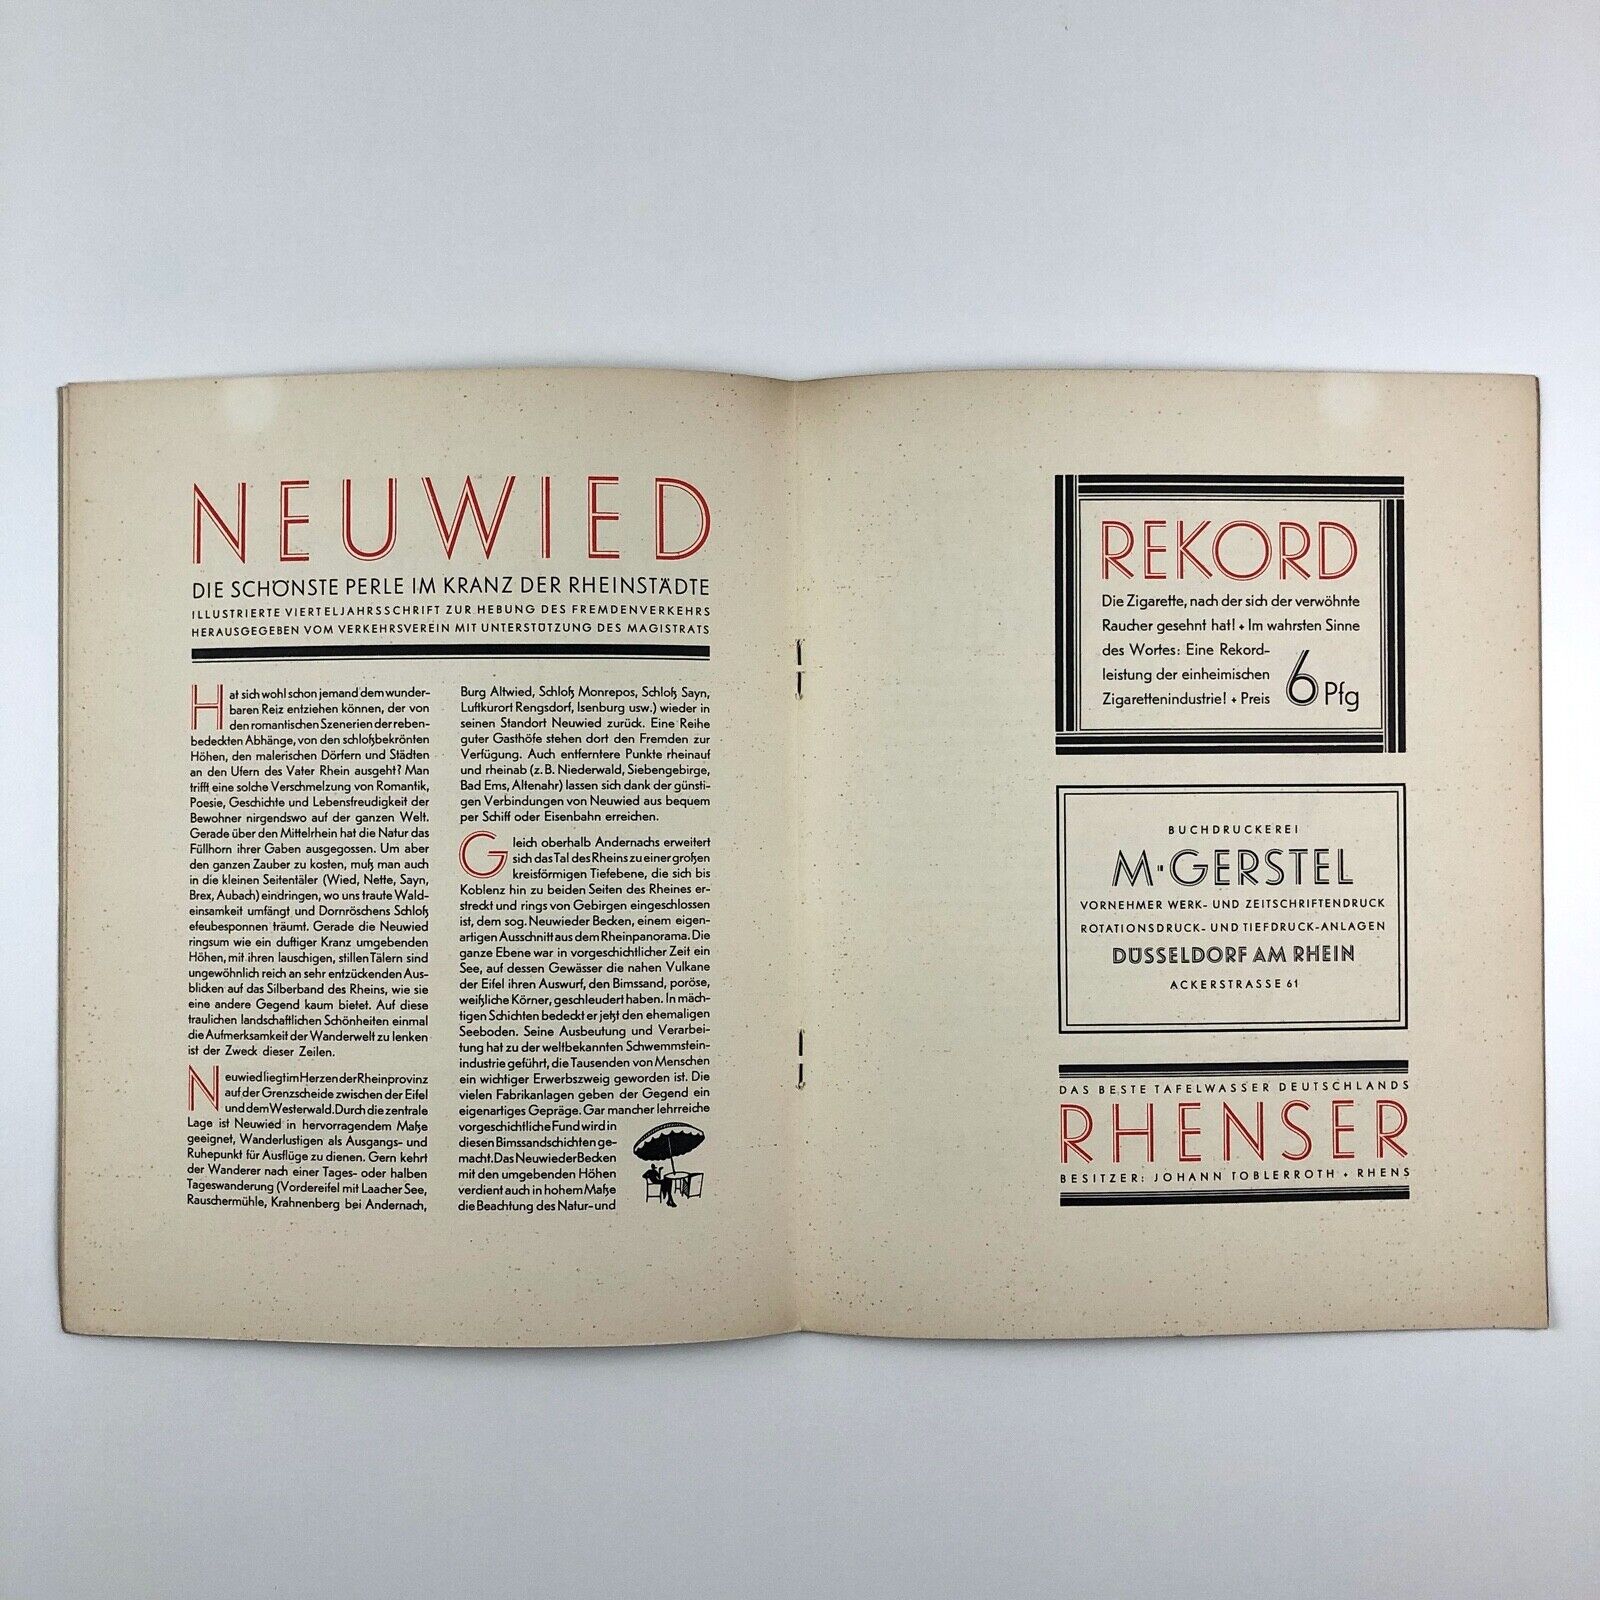 NEUWIED
DIE SCHÖNSTE PERLE IM KRANZ DER RHEINSTÄDTE
ILLUSTRIERTE VIERTELJAHRSSCHRIFT ZUR HEBUNG DES FREMDENVERKEHRS
HERAUSGEGEBEN VOM VERKEHRSVEREIN MIT UNTERSTÜTZUNG DES MAGISTRATS
Hat sich wohl schon jemand dem wunder-
baren Reiz entziehen können, der von
den romantischen Szenerien der reben-
bedeckten Abhänge, von den schloßbekrönten
Höhen, den malerischen Dörfern und Städten
an den Ufern des Vater Rhein ausgeht? Man
trifft eine solche Verschmelzung von Romantik,
Poesie, Geschichte und Lebensfreudigkeit der
Bewohner nirgendswo auf der ganzen Welt.
Gerade über den Mittelrhein hat die Natur das
Füllhorn ihrer Gaben ausgegossen. Um aber
den ganzen Zauber zu kosten, muß man auch
in die kleinen Seitentäler (Wied, Nette, Sayn,
Brex, Aubach) eindringen, wo uns traute Wald-
einsamkeit umfängt und Dornröschens Schloß
efeubesponnen träumt. Gerade die Neuwied
ringsum wie ein duftiger Kranz umgebenden
Höhen, mit ihren lauschigen, stillen Tälern sind
ungewöhnlich reich an sehr entzückenden Aus-
blicken auf das Silberband des Rheins, wie sie
eine andere Gegend kaum bietet. Auf diese
traulichen landschaftlichen Schönheiten einmal
die Aufmerksamkeit der Wanderwelt zu lenken
ist der Zweck dieser Zeilen.
Neuwied liegt im Herzen der Rheinprovinz
auf der Grenzscheide zwischen der Eifel
und dem Westerwald. Durch die zentrale
Lage ist Neuwied in hervorragendem Maße
geeignet, Wanderlustigen als Ausgangs- und
Ruhepunkt für Ausflüge zu dienen. Gern kehrt
der Wanderer nach einer Tages- oder halben
Tageswanderung (Vordereifel mit Laacher See,
Rauschermühle, Krahnenberg bei Andernach,
Burg Altwied, Schloß Monrepos, Schloß Sayn,
Luftkurort Rengsdorf, Isenburg usw.) wieder in
seinen Standort Neuwied zurück. Eine Reihe
guter Gasthöfe stehen dort den Fremden zur
Verfügung. Auch entferntere Punkte rheinauf
und rheinab (z. B. Niederwald, Siebengebirge,
Bad Ems, Altenahr) lassen sich dank der günsti-
gen Verbindungen von Neuwied aus bequem
per Schiff oder Eisenbahn erreichen.
Gleich oberhalb Andernachs erweitert
sich das Tal des Rheins zu einer großen
kreisförmigen Tiefebene, die sich bis
Koblenz hin zu beiden Seiten des Rheines er-
streckt und rings von Gebirgen eingeschlossen
ist, dem sog. Neuwieder Becken, einem eigen-
artigen Ausschnitt aus dem Rheinpanorama. Die
ganze Ebene war in vorgeschichtlicher Zeit ein
See, auf dessen Gewässer die nahen Vulkane
der Eifel ihren Auswurf, den Bimssand, poröse,
weißliche Körner, geschleudert haben. In mäch-
tigen Schichten bedeckt er jetzt den ehemaligen
Seeboden. Seine Ausbeutung und Verarbei-
tung hat zu der weltbekannten Schwemmstein-
industrie geführt, die Tausenden von Menschen
ein wichtiger Erwerbszweig geworden ist. Die
vielen Fabrikanlagen geben der Gegend ein
eigenartiges Gepräge. Gar mancher lehrreiche
vorgeschichtliche Fund wird in
diesen Bimssandschichten ge-
macht. Das Neuwieder Becken
mit den umgebenden Höhen
verdient auch in hohem Maße
die Beachtung des Natur- und
REKORD
Die Zigarette, nach der sich der verwöhnte
Raucher gesehnt hat! + Im wahrsten Sinne
des Wortes: Eine Rekord-
leistung der einheimischen
Zigarettenindustrie! + Preis 6 Pfg
BUCHDRUCKEREI
M·GERSTEL
VORNEHMER WERK- UND ZEITSCHRIFTENDRUCK
ROTATIONSDRUCK- UND TIEFDRUCK-ANLAGEN
DÜSSELDORF AM RHEIN
ACKERSTRASSE 61
DAS BESTE TAFELWASSER DEUTSCHLANDS
RHENSER
BESITZER: JOHANN TOBLERROTH + RHENS